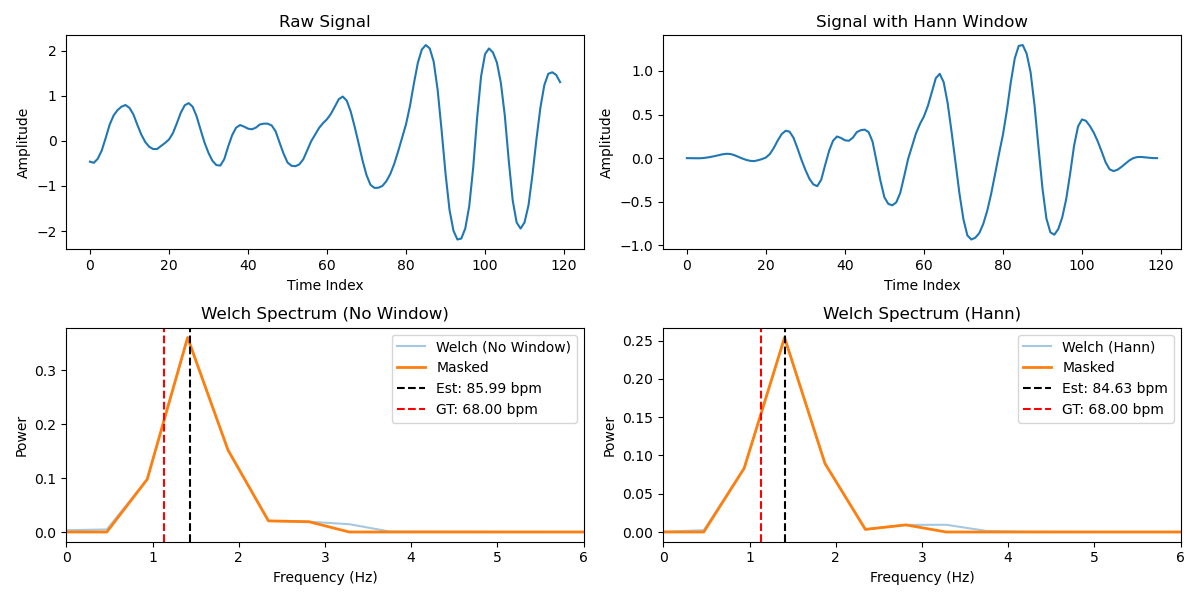 Raw Signal
Amplitude
2
1
0
−1
−2
0 20 40 60 80 100 120
Time Index
Signal with Hann Window
Amplitude
1.0
0.5
0.0
−0.5
−1.0
0 20 40 60 80 100 120
Time Index
Welch Spectrum (No Window)
Power
0.3
0.2
0.1
0.0
Welch (No Window)
Masked
Est: 85.99 bpm
GT: 68.00 bpm
0 1 2 3 4 5 6
Frequency (Hz)
Welch Spectrum (Hann)
Power
0.25
0.20
0.15
0.10
0.05
0.00
Welch (Hann)
Masked
Est: 84.63 bpm
GT: 68.00 bpm
0 1 2 3 4 5 6
Frequency (Hz)